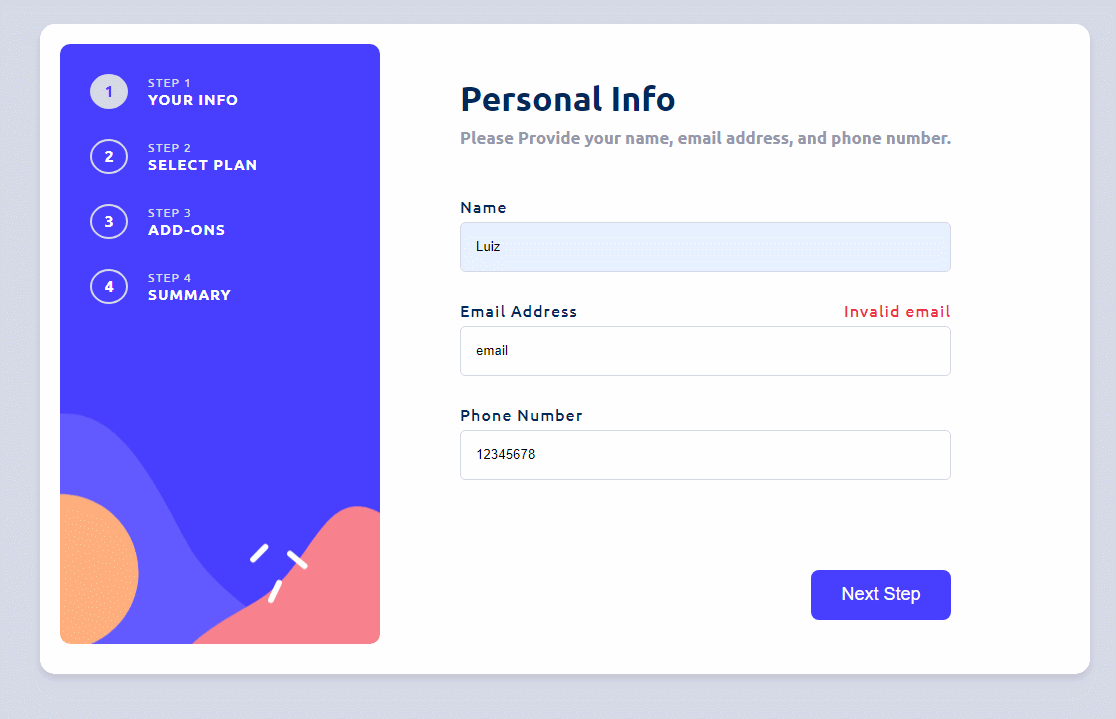 1
STEP 1
YOUR INFO
2
STEP 2
SELECT PLAN
3
STEP 3
ADD-ONS
4
STEP 4
SUMMARY
Personal Info
Please Provide your name, email address, and phone number.
Name
Luiz
Email Address Invalid email
email
Phone Number
12345678
Next Step